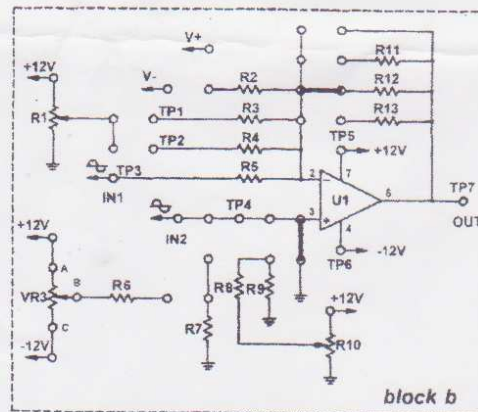 V+
R11
+12V
V-
R2
R12
TP1
R3
R13
R1
TP2
R4
TP5
+12V
TP3
R5
2
7
-
6
TP7
IN1
U1
OUT
TP4
3
+
4
IN2
+12V
TP6
-12V
A
VR3
B
R6
R8
R9
+12V
C
R7
R10
-12V
block b